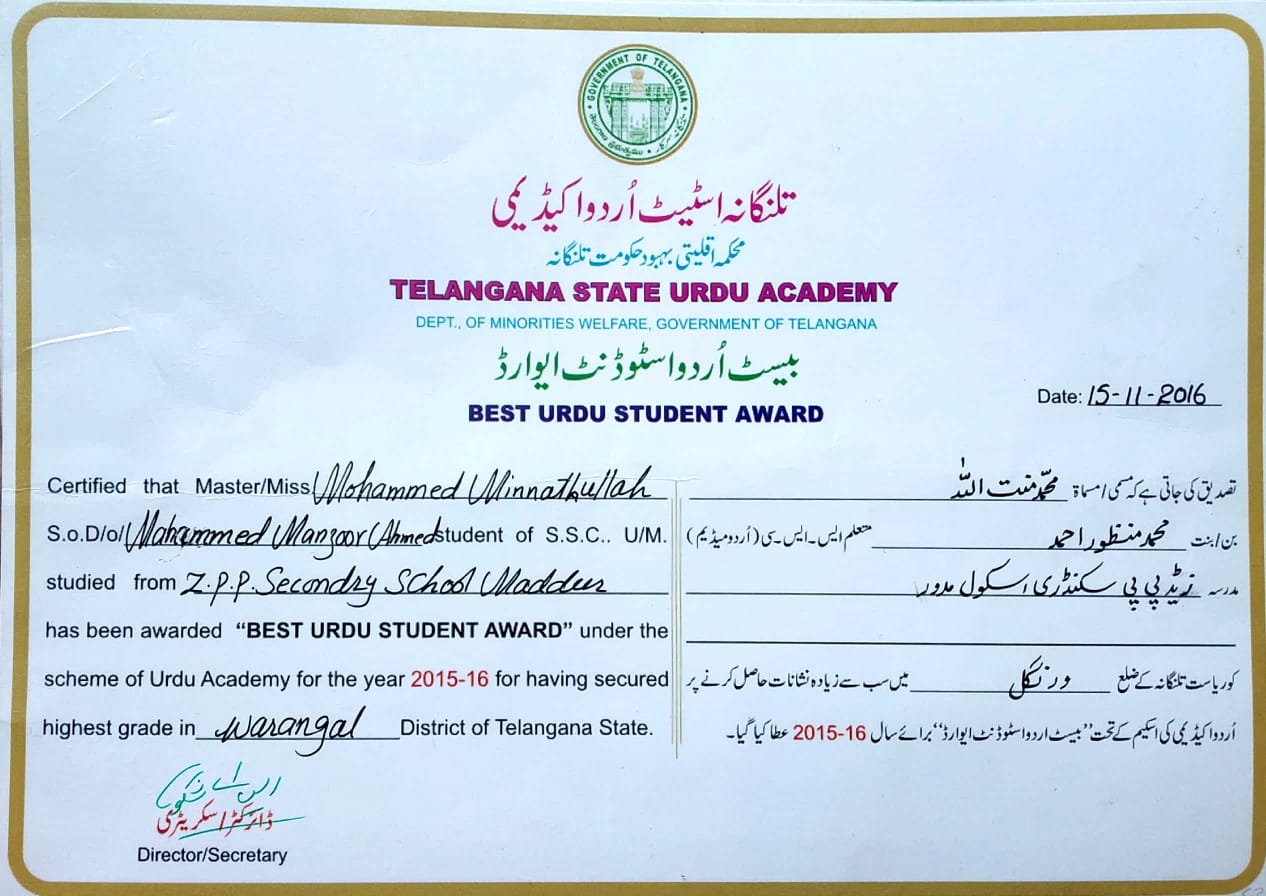 GOVERNMENT OF TELANGANA
తెలంగాణ ప్రభుత్వము
تلنگانہ اسٹیٹ اُردو اکیڈیمی
محکمہ اقلیتی بہبود حکومت تلنگانہ
TELANGANA STATE URDU ACADEMY
DEPT., OF MINORITIES WELFARE, GOVERNMENT OF TELANGANA
بیسٹ اُردو اسٹوڈنٹ ایوارڈ
BEST URDU STUDENT AWARD
Date: 15-11-2016
Certified that Master/Miss Mohammed Minnathullah
S.o.D/o/ Mohammed Manzoor Ahmed student of S.S.C.. U/M.
studied from Z.P.P. Secondry School Maddur
has been awarded “BEST URDU STUDENT AWARD” under the
scheme of Urdu Academy for the year 2015-16 for having secured
highest grade in Warangal District of Telangana State.
تصدیق کی جاتی ہے کہ مسمی / مسماۃ محمد منت اللہ
بن / بنت محمد منظور احمد متعلم ایس۔ایس۔سی (اُردو میڈیم)
مدرسہ زیڈ پی پی سکنڈری اسکول مدور
کو ریاست تلنگانہ کے ضلع ورنگل میں سب سے زیادہ نشانات حاصل کرنے پر
اُردو اکیڈیمی کی اسکیم کے تحت ”بیسٹ اردو اسٹوڈنٹ ایوارڈ“ برائے سال 2015-16 عطا کیا گیا۔
ایس اے شکور
ڈائرکٹر / سکریٹری
Director/Secretary